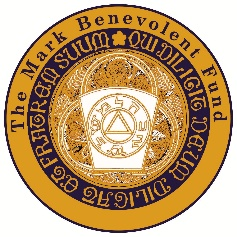 The Mark Benevolent Fund
QUI DILIGIT DEUM DILIGAT ET FRATREM SUUM